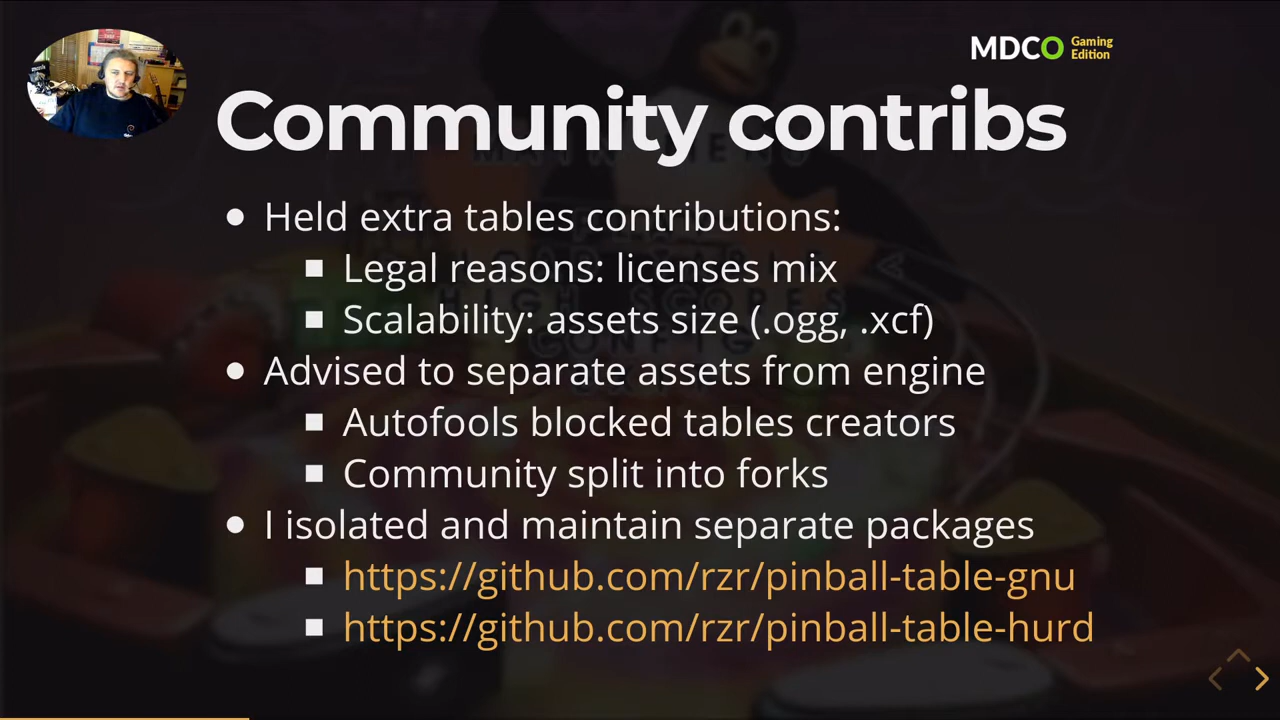 MDCO Gaming
Edition
Community contribs
Held extra tables contributions:
Legal reasons: licenses mix
Scalability: assets size (.ogg, .xcf)
Advised to separate assets from engine
Autofools blocked tables creators
Community split into forks
I isolated and maintain separate packages
https://github.com/rzr/pinball-table-gnu
https://github.com/rzr/pinball-table-hurd